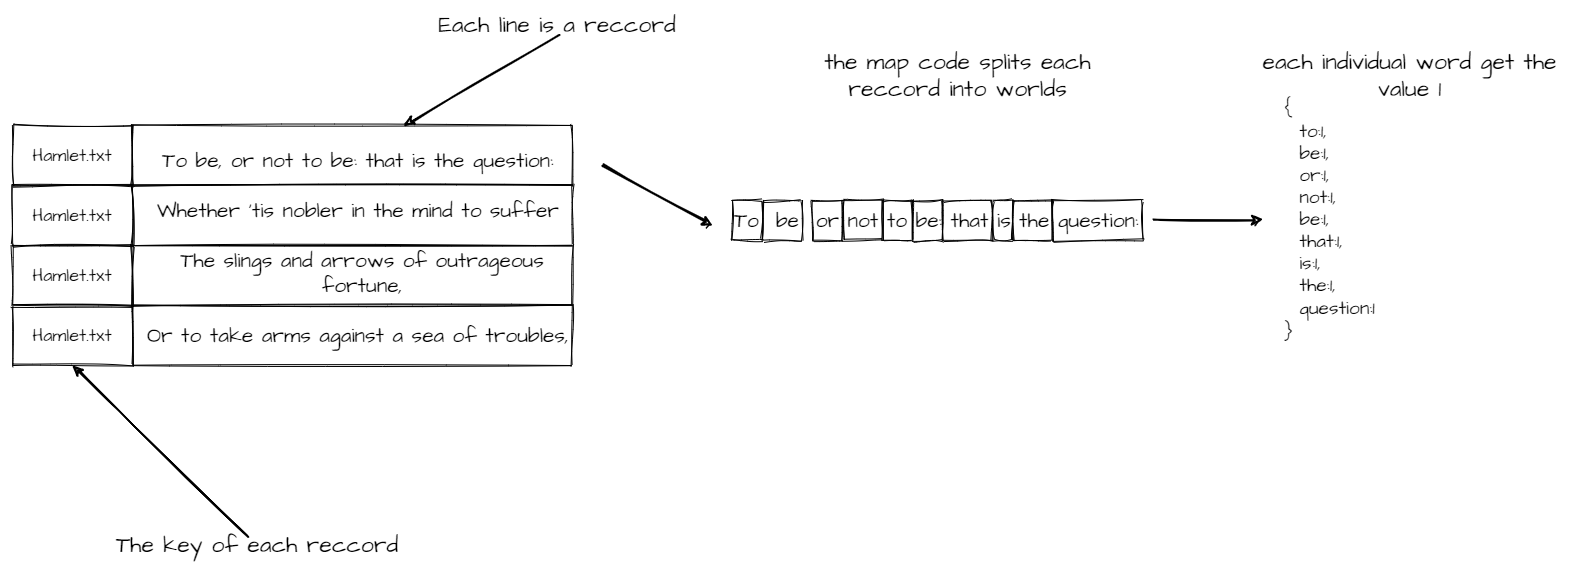 Each line is a reccord
the map code splits each
reccord into worlds
each individual word get the
value 1
Hamlet.txt To be, or not to be: that is the question:
Hamlet.txt Whether 'tis nobler in the mind to suffer
Hamlet.txt The slings and arrows of outrageous
fortune,
Hamlet.txt Or to take arms against a sea of troubles,
To be or not to be: that is the question:
{
to:1,
be:1,
or:1,
not:1,
be:1,
that:1,
is:1,
the:1,
question:1
}
The key of each reccord